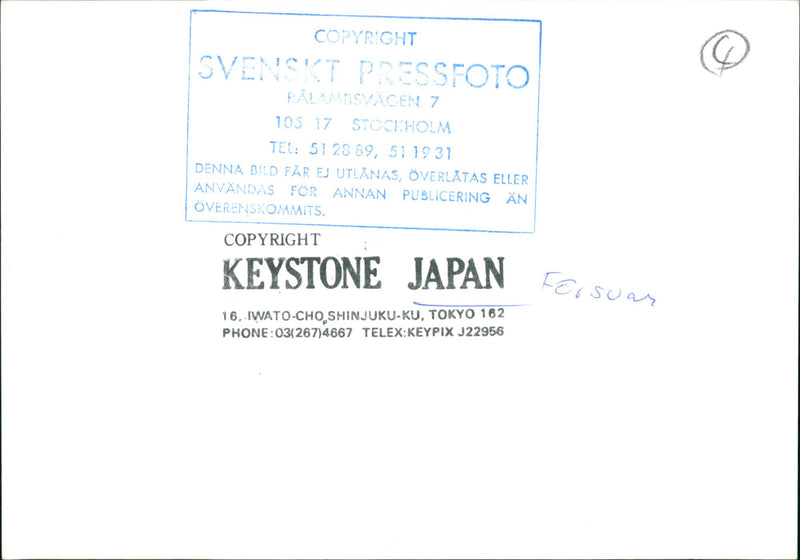 COPYRIGHT
SVENSKT PRESSFOTO
RÅLAMBSVÄGEN 7
105 17 STOCKHOLM
TEL: 51 28 89, 51 19 31
DENNA BILD FÅR EJ UTLÅNAS, ÖVERLÅTAS ELLER
ANVÄNDAS FÖR ANNAN PUBLICERING ÄN
ÖVERENSKOMMITS.
COPYRIGHT
KEYSTONE JAPAN
16, IWATO-CHO, SHINJUKU-KU, TOKYO 162
PHONE:03(267)4667 TELEX:KEYPIX J22956